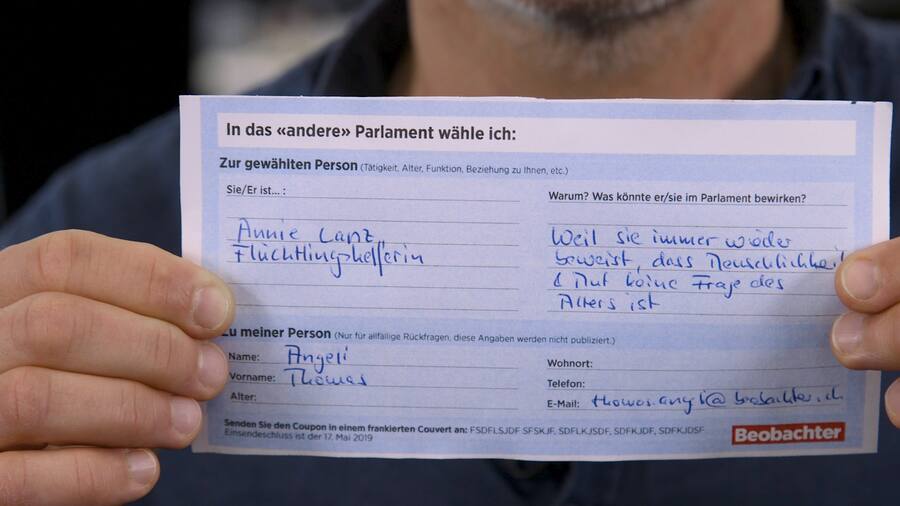 In das «andere» Parlament wähle ich:
Zur gewählten Person (Tätigkeit, Alter, Funktion, Beziehung zu Ihnen, etc.)
Sie/Er ist... :
Annie Lanz,
Flüchtlingshelferin
Warum? Was könnte er/sie im Parlament bewirken?
Weil sie immer wieder
beweist, dass Menschlichkeit
& Mut keine Frage des
Alters ist
Zu meiner Person (Nur für allfällige Rückfragen, diese Angaben werden nicht publiziert.)
Name: Angeli
Vorname: Thomas
Alter:
Wohnort:
Telefon:
E-Mail: thomas.angeli@beobachter.ch
Senden Sie den Coupon in einem frankierten Couvert an: FSDFLSJDF SFSKJF, SDFLKJSDF, SDFKJDF, SDFKJDSF
Einsendeschluss ist der 17. Mai 2019
Beobachter